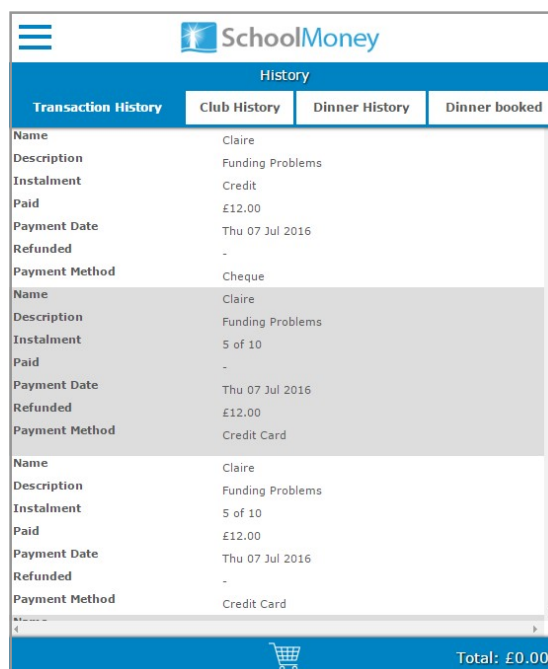 SchoolMoney
History
Transaction History Club History Dinner History Dinner booked
Name Claire
Description Funding Problems
Instalment Credit
Paid £12.00
Payment Date Thu 07 Jul 2016
Refunded -
Payment Method Cheque
Name Claire
Description Funding Problems
Instalment 5 of 10
Paid -
Payment Date Thu 07 Jul 2016
Refunded £12.00
Payment Method Credit Card
Name Claire
Description Funding Problems
Instalment 5 of 10
Paid £12.00
Payment Date Thu 07 Jul 2016
Refunded -
Payment Method Credit Card
Name
Total: £0.00